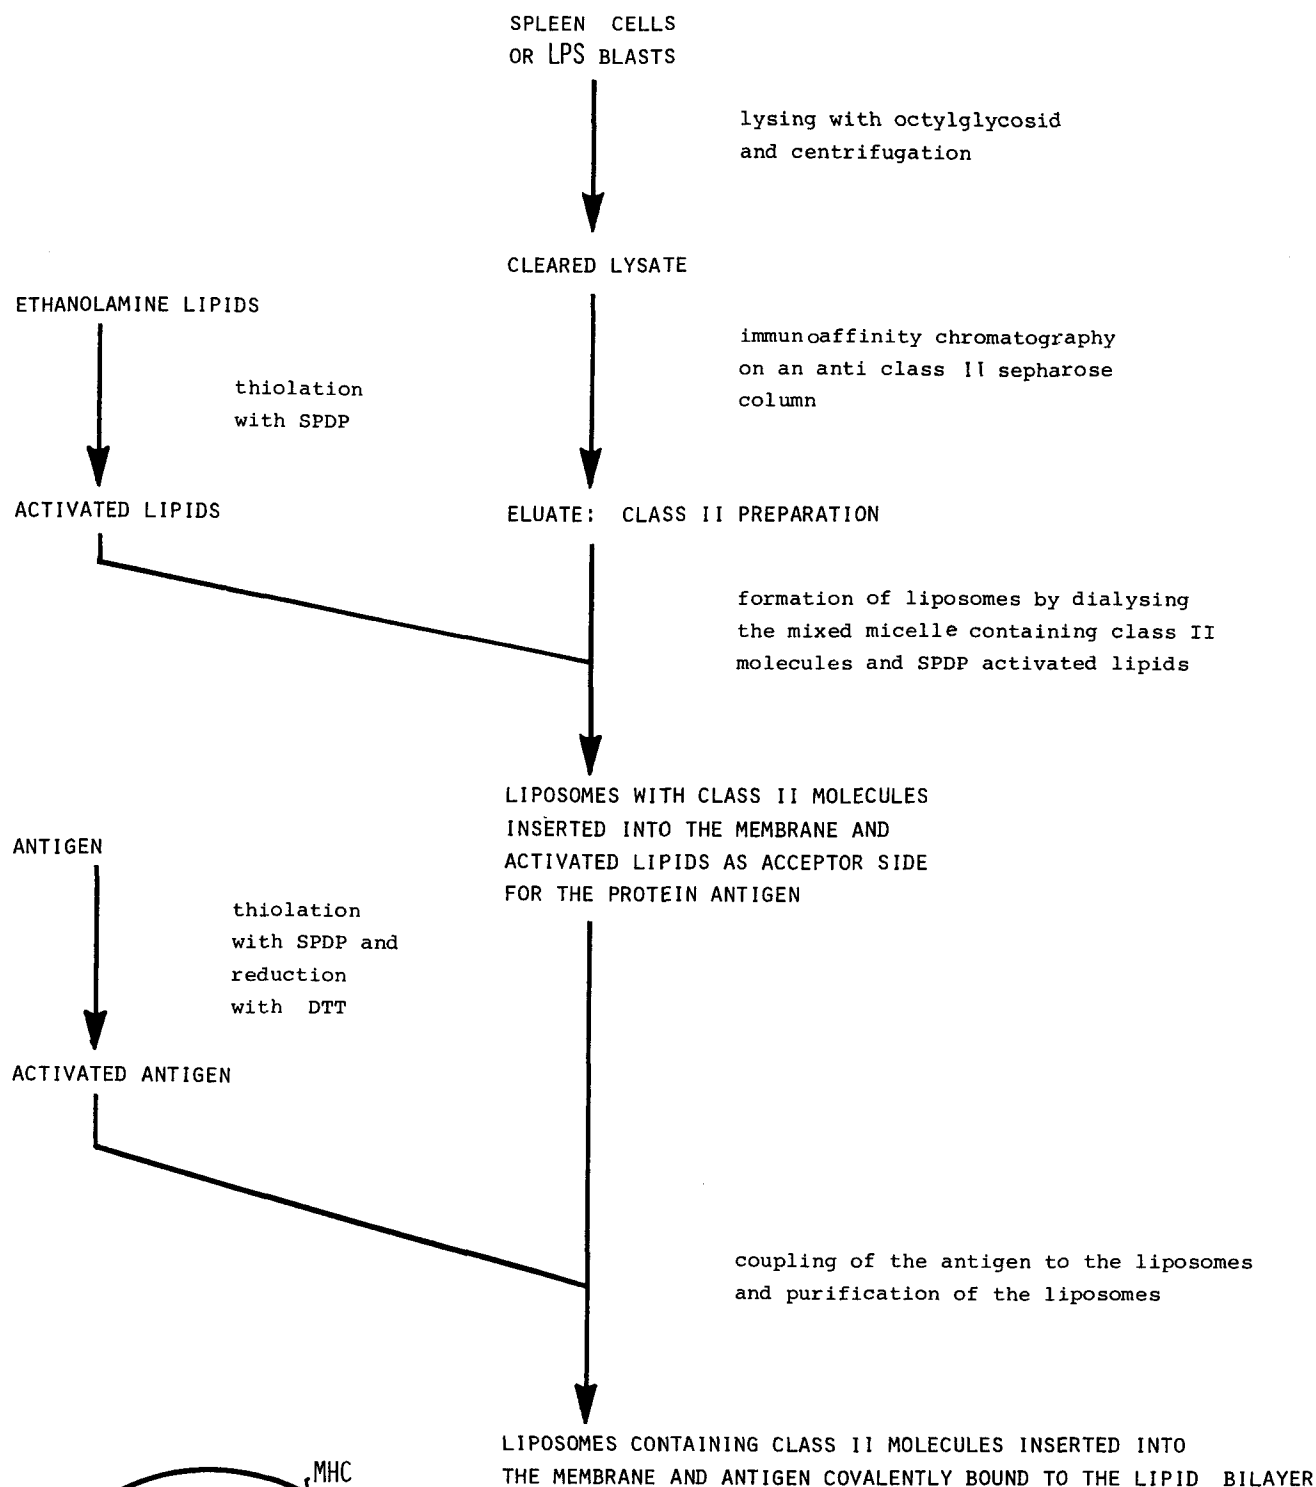 SPLEEN CELLS
OR LPS BLASTS
lysing with octylglycosid
and centrifugation
CLEARED LYSATE
ETHANOLAMINE LIPIDS
immunoaffinity chromatography
on an anti class II sepharose
column
thiolation
with SPDP
ACTIVATED LIPIDS
ELUATE: CLASS II PREPARATION
formation of liposomes by dialysing
the mixed micelle containing class II
molecules and SPDP activated lipids
LIPOSOMES WITH CLASS II MOLECULES
INSERTED INTO THE MEMBRANE AND
ACTIVATED LIPIDS AS ACCEPTOR SIDE
FOR THE PROTEIN ANTIGEN
ANTIGEN
thiolation
with SPDP and
reduction
with DTT
ACTIVATED ANTIGEN
coupling of the antigen to the liposomes
and purification of the liposomes
LIPOSOMES CONTAINING CLASS II MOLECULES INSERTED INTO
THE MEMBRANE AND ANTIGEN COVALENTLY BOUND TO THE LIPID BILAYER
MHC